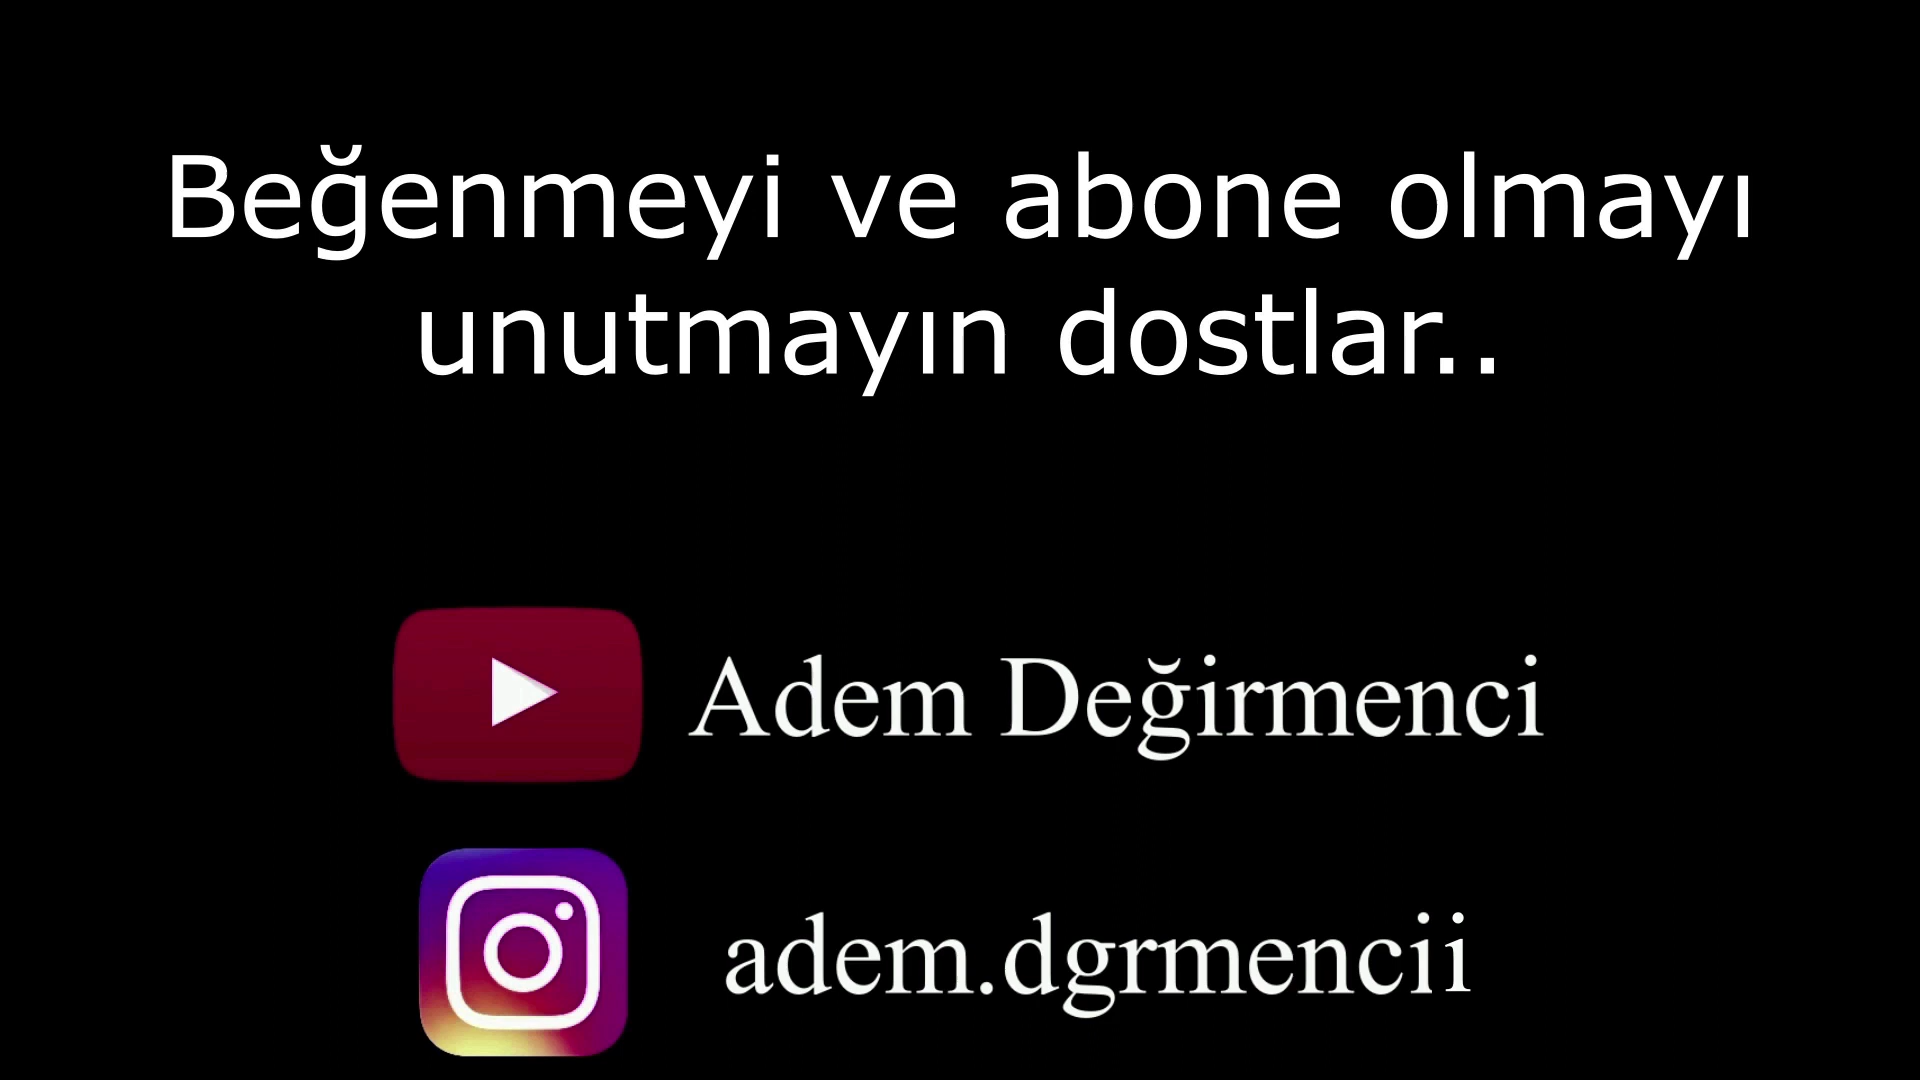 Beğenmeyi ve abone olmayı
unutmayın dostlar..
Adem Değirmenci
adem.dgrmencii